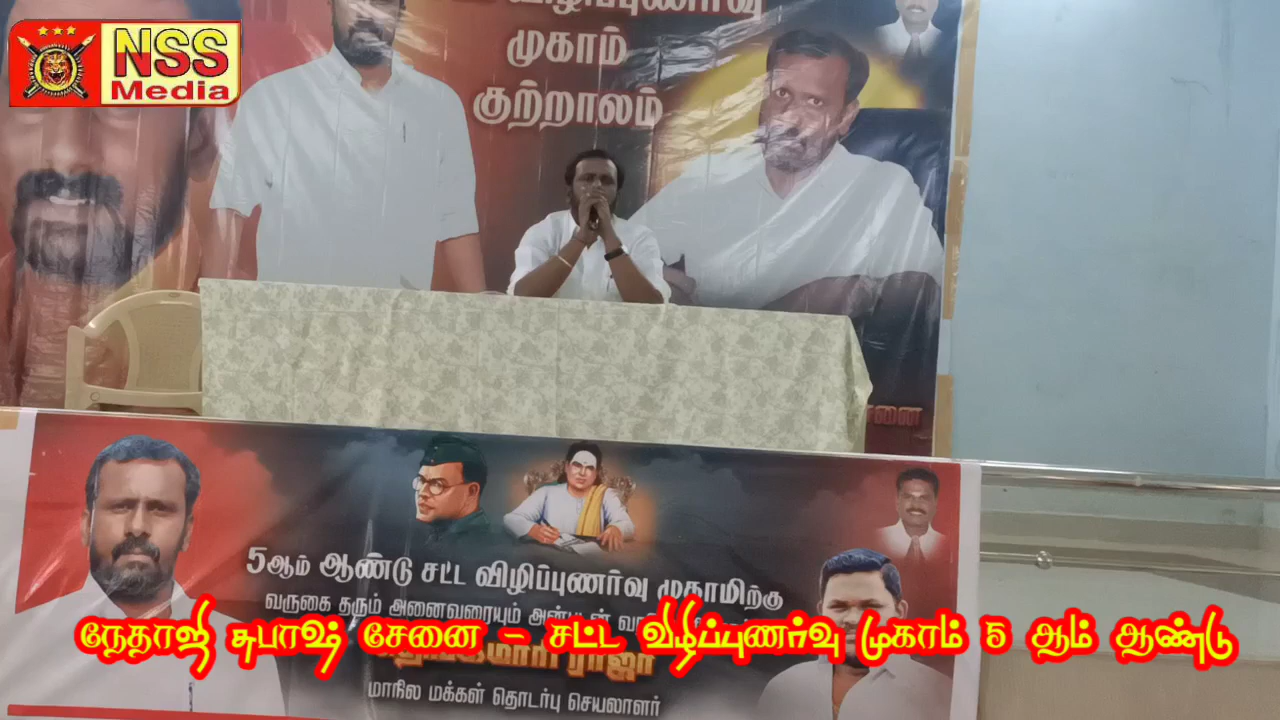 NSS
Media
விழிப்புணர்வு
முகாம்
குற்றாலம்
5ஆம் ஆண்டு சட்ட விழிப்புணர்வு முகாமிற்கு
வருகை தரும் அனைவரையும் அன்புடன்
நேதாஜி சுபாஷ் சேனை - சட்ட விழிப்புணர்வு முகாம் 5 ஆம் ஆண்டு
ராஜா
மாநில மக்கள் தொடர்பு செயலாளர்